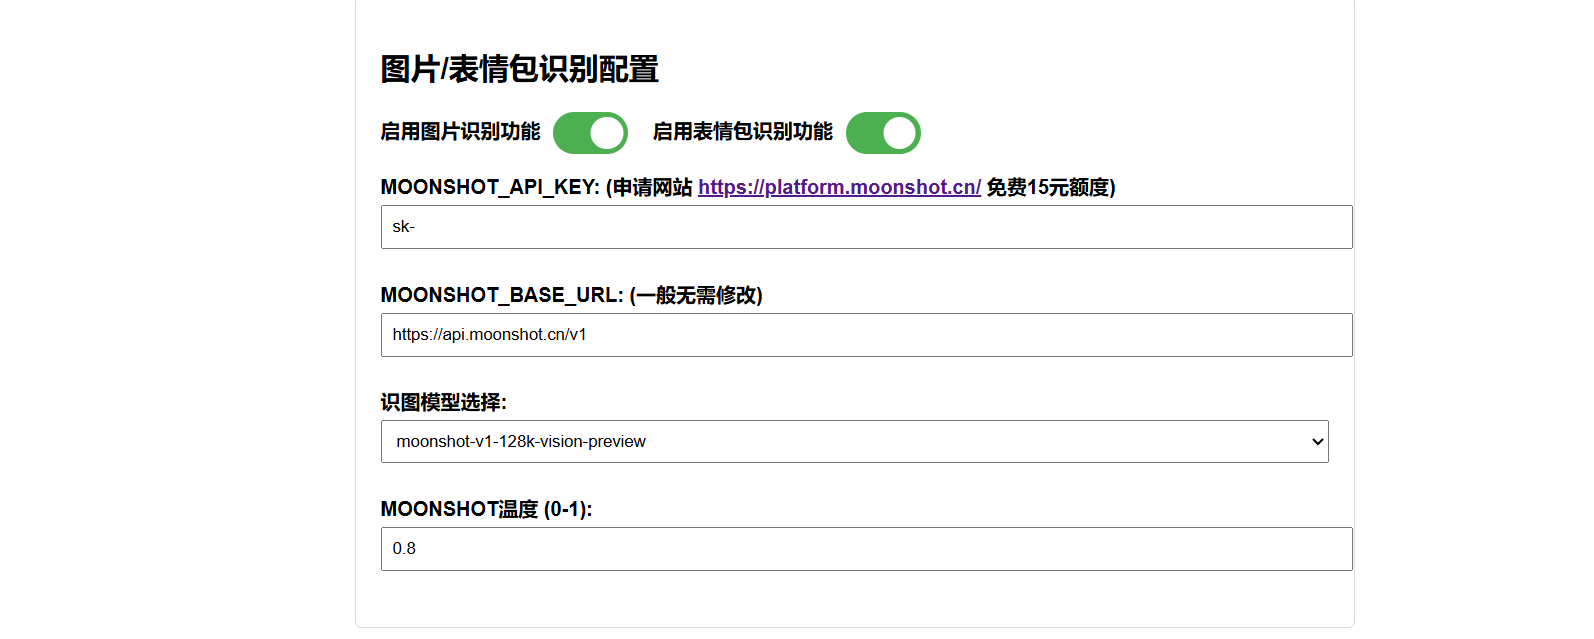 图片/表情包识别配置
启用图片识别功能 启用表情包识别功能
MOONSHOT_API_KEY: (申请网站 https://platform.moonshot.cn/ 免费15元额度)
sk-
MOONSHOT_BASE_URL: (一般无需修改)
https://api.moonshot.cn/v1
识图模型选择:
moonshot-v1-128k-vision-preview
MOONSHOT温度 (0-1):
0.8